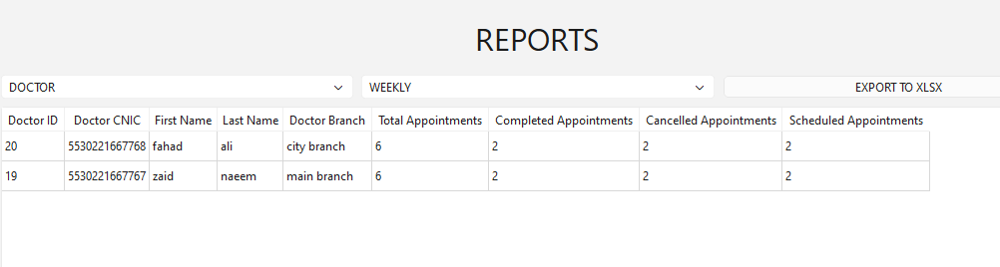 REPORTS
DOCTOR WEEKLY EXPORT TO XLSX
Doctor ID Doctor CNIC First Name Last Name Doctor Branch Total Appointments Completed Appointments Cancelled Appointments Scheduled Appointments
20 5530221667768 fahad ali city branch 6 2 2 2
19 5530221667767 zaid naeem main branch 6 2 2 2